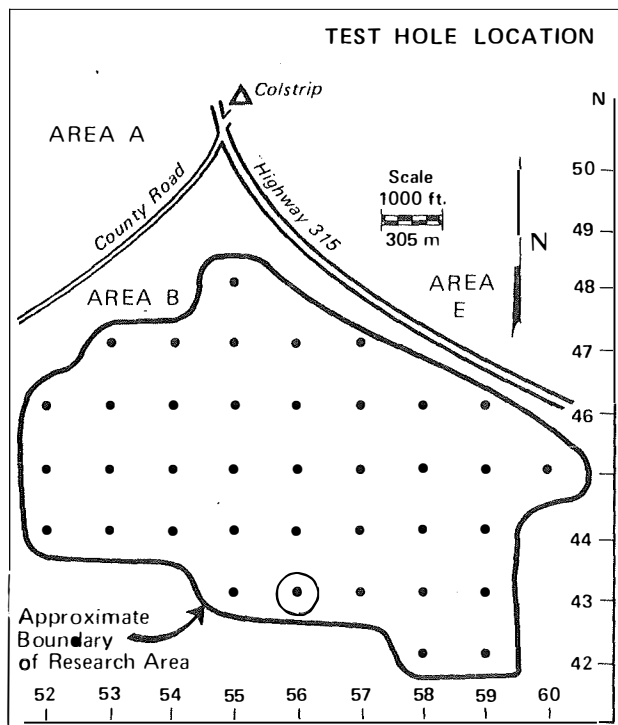 TEST HOLE LOCATION
Colstrip
N
AREA A
County Road
Highway 315
Scale
1000 ft.
305 m
50
49
N
AREA B
AREA
E
48
47
46
45
44
43
42
Approximate
Boundary
of Research Area
52 53 54 55 56 57 58 59 60